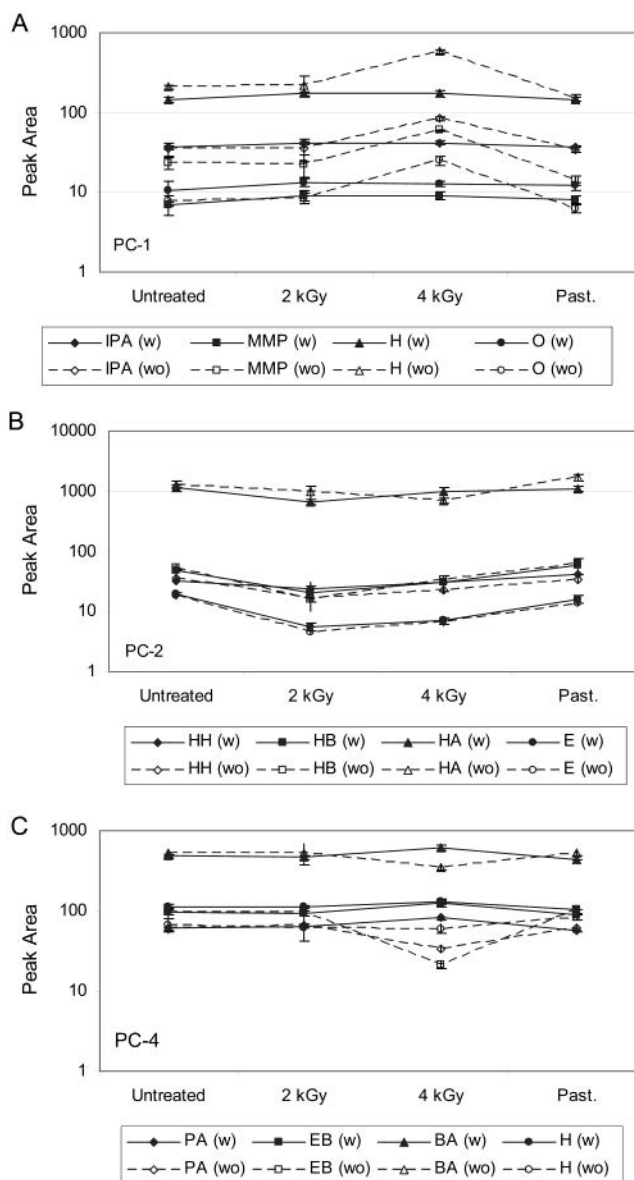 A
1000
100
10
1
Peak Area
PC-1
Untreated 2 kGy 4 kGy Past.
IPA (w) MMP (w) H (w) O (w)
IPA (wo) MMP (wo) H (wo) O (wo)
B
10000
1000
100
10
1
Peak Area
PC-2
Untreated 2 kGy 4 kGy Past.
HH (w) HB (w) HA (w) E (w)
HH (wo) HB (wo) HA (wo) E (wo)
C
1000
100
10
1
Peak Area
PC-4
Untreated 2 kGy 4 kGy Past.
PA (w) EB (w) BA (w) H (w)
PA (wo) EB (wo) BA (wo) H (wo)